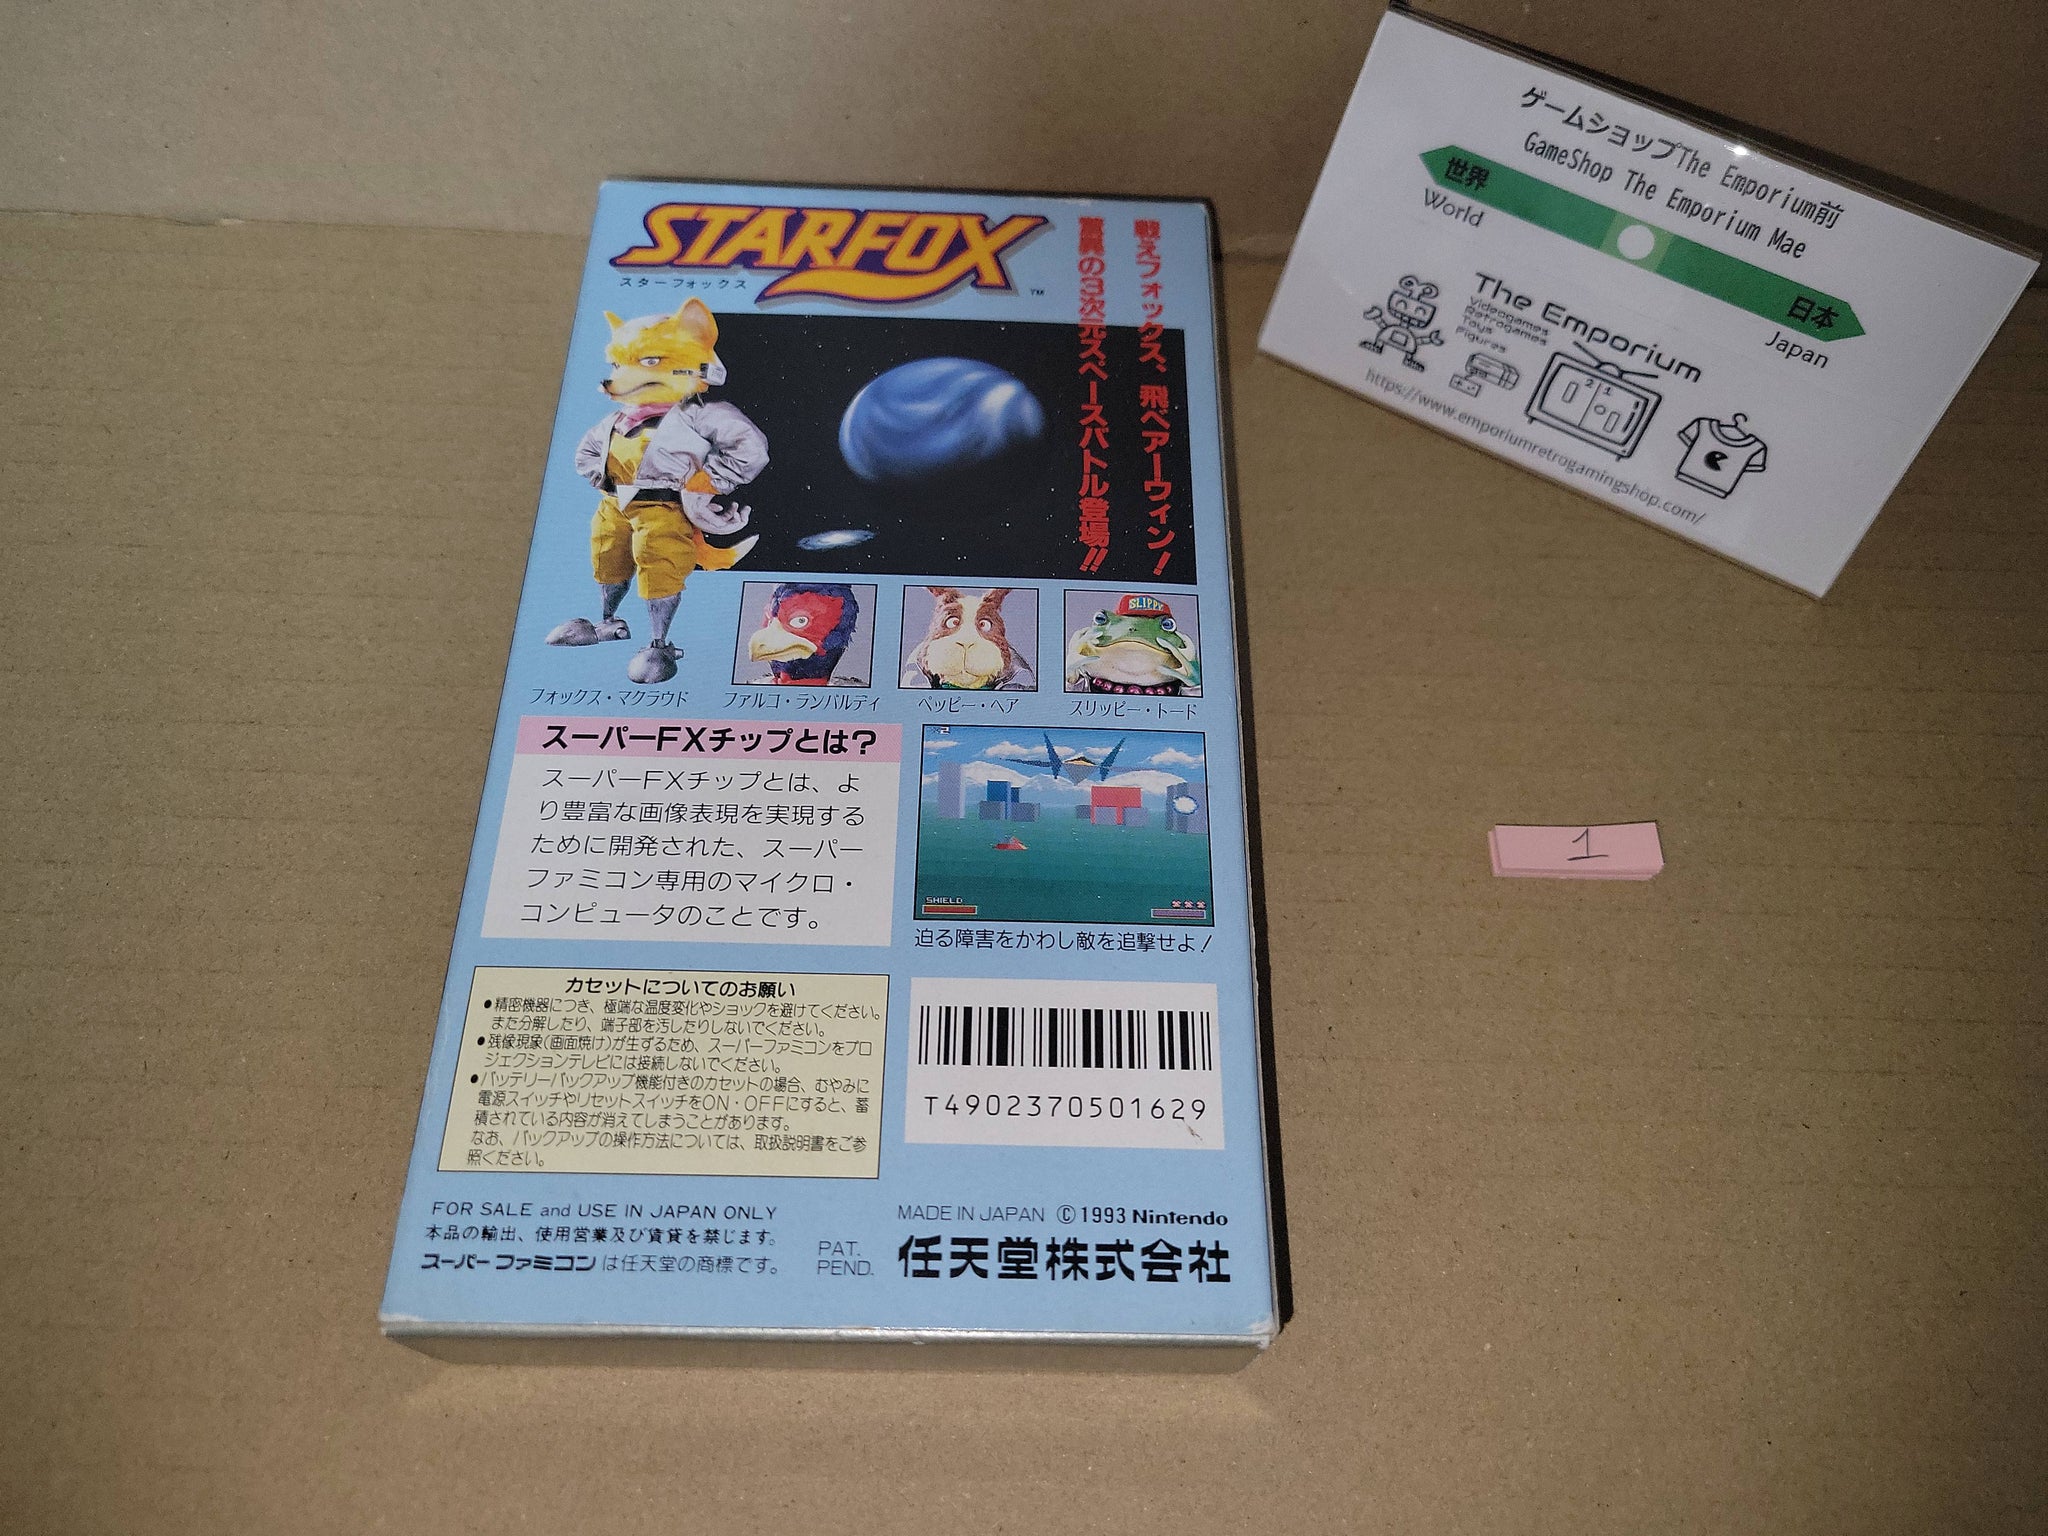 STARFOX
スターフォックス
TM
戦えフォックス、飛べアーウィン!
驚異の3次元スペースバトル登場!!
SLIPPY
フォックス・マクラウド
ファルコ・ランバルディ
ペッピー・ヘア
スリッピー・トード
スーパーFXチップとは?
スーパーFXチップとは、よ
り豊富な画像表現を実現する
ために開発された、スーパー
ファミコン専用のマイクロ・
コンピュータのことです。
×2
SHIELD
迫る障害をかわし敵を追撃せよ!
カセットについてのお願い
●精密機器につき、極端な温度変化やショックを避けてください。
また分解したり、端子部を汚したりしないでください。
●残像現象(画面焼け)が生ずるため、スーパーファミコンをプロ
ジェクションテレビには接続しないでください。
●バッテリーバックアップ機能付きのカセットの場合、むやみに
電源スイッチやリセットスイッチをON・OFFにすると、蓄
積されている内容が消えてしまうことがあります。
なお、バックアップの操作方法については、取扱説明書をご参
照ください。
T4902370501629
FOR SALE and USE IN JAPAN ONLY
本品の輸出、使用営業及び賃貸を禁じます。
スーパーファミコンは任天堂の商標です。
PAT.
PEND.
MADE IN JAPAN ©1993 Nintendo
任天堂株式会社
ゲームショップThe Emporium前
GameShop The Emporium Mae
世界
World
日本
Japan
The Emporium
Videogames
Retrogames
Toys
Figures
2 1
https://www.emporiumretrogamingshop.com/
1